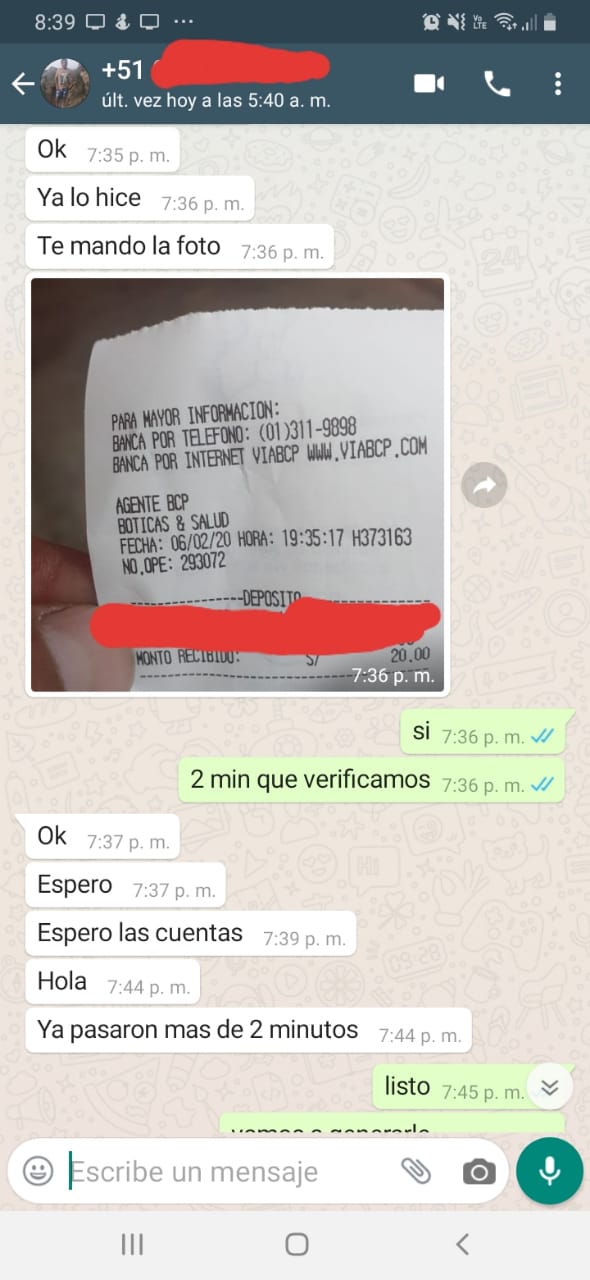 8:39
Vo
LTE
+51
últ. vez hoy a las 5:40 a. m.
Ok 7:35 p. m.
Ya lo hice 7:36 p. m.
Te mando la foto 7:36 p. m.
PARA MAYOR INFORMACION:
BANCA POR TELEFONO: (01)311-9898
BANCA POR INTERNET VIABCP WWW.VIABCP.COM
AGENTE BCP
BOTICAS & SALUD
FECHA: 06/02/20 HORA: 19:35:17 H373163
NO.OPE: 293072
DEPOSITO
MONTO RECIBIDO: S/ 20.00
7:36 p. m.
si 7:36 p. m.
2 min que verificamos 7:36 p. m.
Ok 7:37 p. m.
Espero 7:37 p. m.
Espero las cuentas 7:39 p. m.
Hola 7:44 p. m.
Ya pasaron mas de 2 minutos 7:44 p. m.
listo 7:45 p. m.
Escribe un mensaje